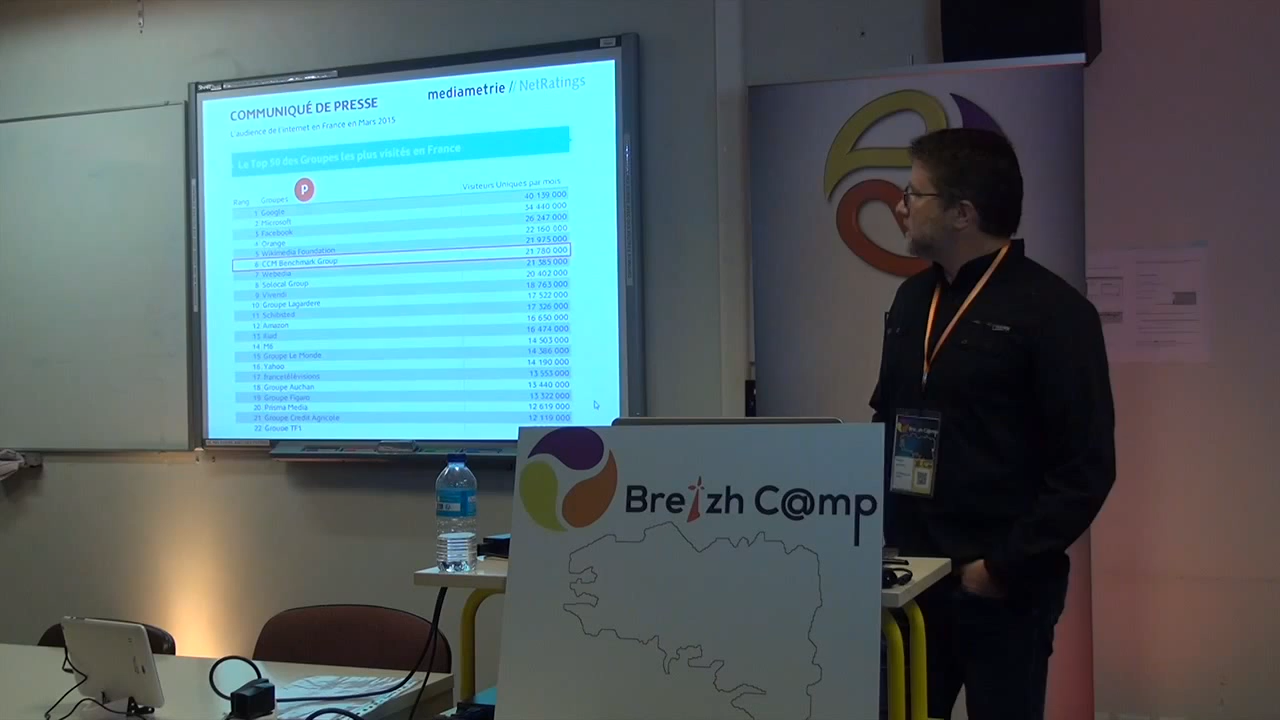 mediametrie // NetRatings
COMMUNIQUÉ DE PRESSE
L'audience de l'internet en France en Mars 2015
Le Top 50 des Groupes les plus visités en France
P
Rang Groupes Visiteurs Uniques par mois
1 Google 40 139 000
2 Microsoft 34 440 000
3 Facebook 26 247 000
4 Orange 22 160 000
5 Wikimedia Foundation 21 975 000
6 CCM Benchmark Group 21 780 000
7 Webedia 21 385 000
8 Solocal Group 20 402 000
9 Vivendi 18 763 000
10 Groupe Lagardere 17 522 000
11 Schibsted 17 326 000
12 Amazon 16 650 000
13 Iliad 16 474 000
14 M6 14 503 000
15 Groupe Le Monde 14 386 000
16 Yahoo 14 190 000
17 FranceTélévisions 13 553 000
18 Groupe Auchan 13 440 000
19 Groupe Figaro 13 322 000
20 Prisma Media 12 619 000
21 Groupe Credit Agricole 12 319 000
22 Groupe TF1
Breizh C@mp
Breizh C@mp